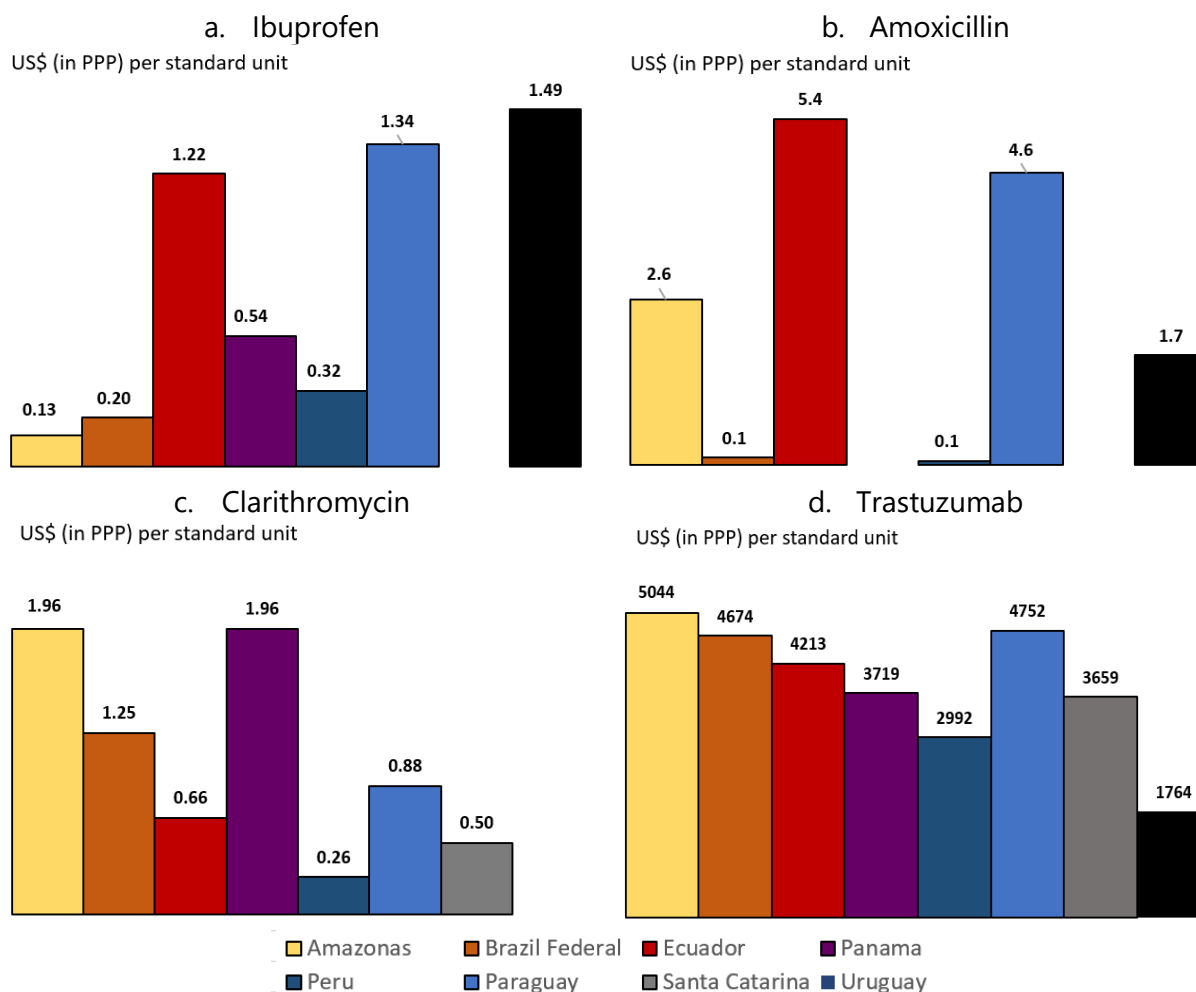 a. Ibuprofen
US$ (in PPP) per standard unit
0.13
0.20
1.22
0.54
0.32
1.34
1.49
b. Amoxicillin
US$ (in PPP) per standard unit
2.6
0.1
5.4
0.1
4.6
1.7
c. Clarithromycin
US$ (in PPP) per standard unit
1.96
1.25
0.66
1.96
0.26
0.88
0.50
d. Trastuzumab
US$ (in PPP) per standard unit
5044
4674
4213
3719
2992
4752
3659
1764
Amazonas Brazil Federal Ecuador Panama
Peru Paraguay Santa Catarina Uruguay